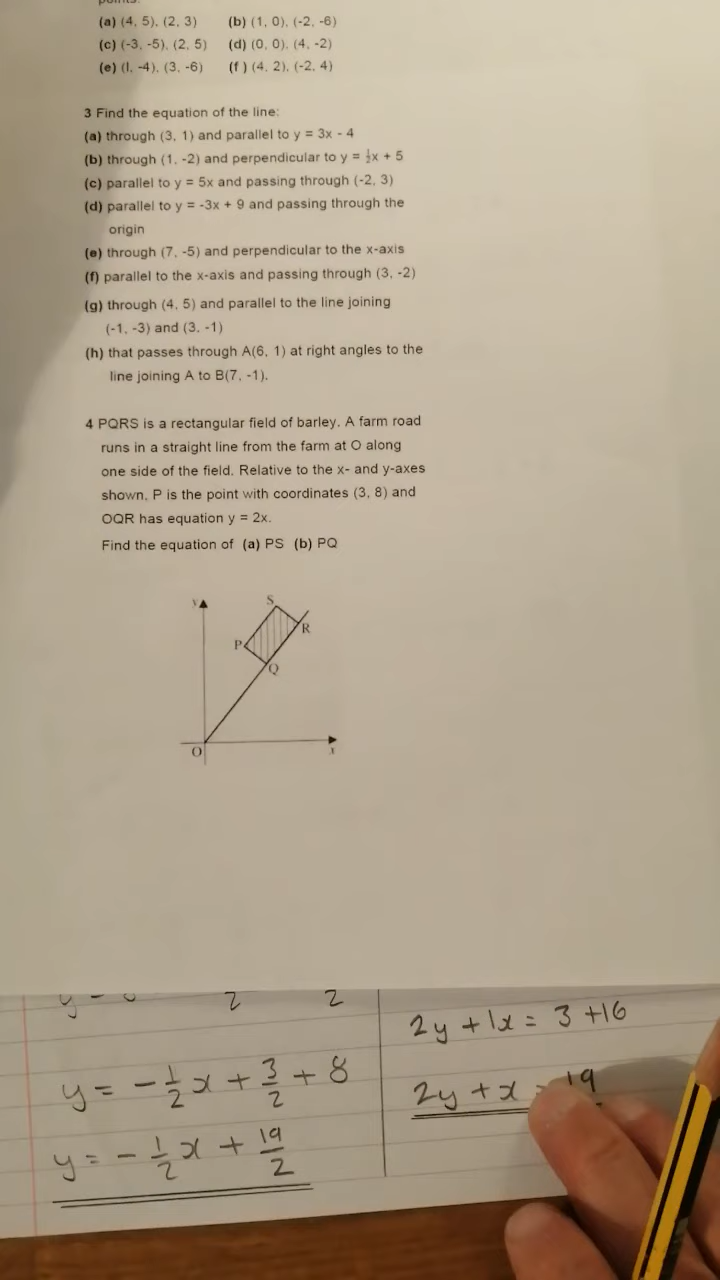 points.
(a) (4, 5), (2, 3) (b) (1, 0), (-2, -6)
(c) (-3, -5), (2, 5) (d) (0, 0), (4, -2)
(e) (l, -4), (3, -6) (f ) (4, 2), (-2, 4)
3 Find the equation of the line:
(a) through (3, 1) and parallel to y = 3x - 4
(b) through (1, -2) and perpendicular to y = ½x + 5
(c) parallel to y = 5x and passing through (-2, 3)
(d) parallel to y = -3x + 9 and passing through the
origin
(e) through (7, -5) and perpendicular to the x-axis
(f) parallel to the x-axis and passing through (3, -2)
(g) through (4, 5) and parallel to the line joining
(-1, -3) and (3, -1)
(h) that passes through A(6, 1) at right angles to the
line joining A to B(7, -1).
4 PQRS is a rectangular field of barley. A farm road
runs in a straight line from the farm at O along
one side of the field. Relative to the x- and y-axes
shown, P is the point with coordinates (3, 8) and
OQR has equation y = 2x.
Find the equation of (a) PS (b) PQ
y
S
R
P
Q
O
x
2 2
y = -1/2 x + 3/2 + 8
y = -1/2 x + 19/2
2y + 1x = 3 + 16
2y + x = 19